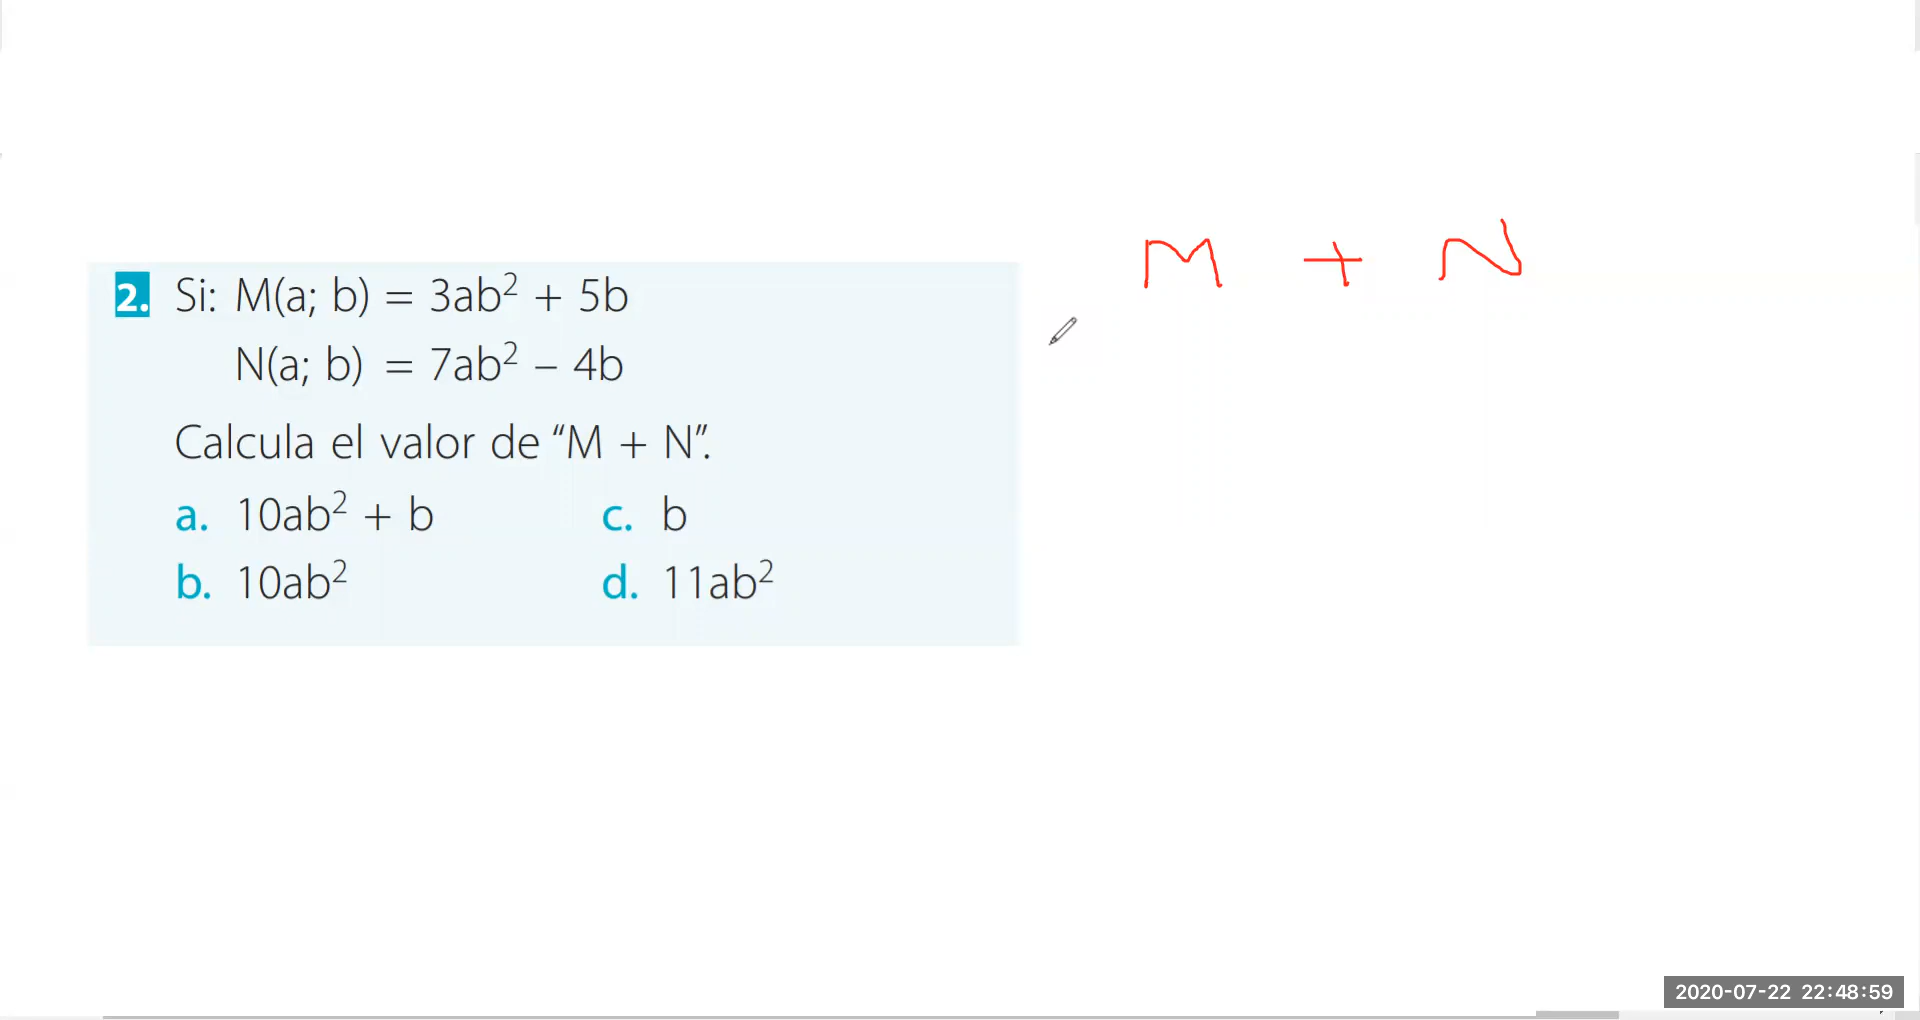 2. Si: M(a; b) = 3ab² + 5b
N(a; b) = 7ab² – 4b
Calcula el valor de “M + N”.
a. 10ab² + b
c. b
b. 10ab²
d. 11ab²
M + N
2020-07-22 22:48:59